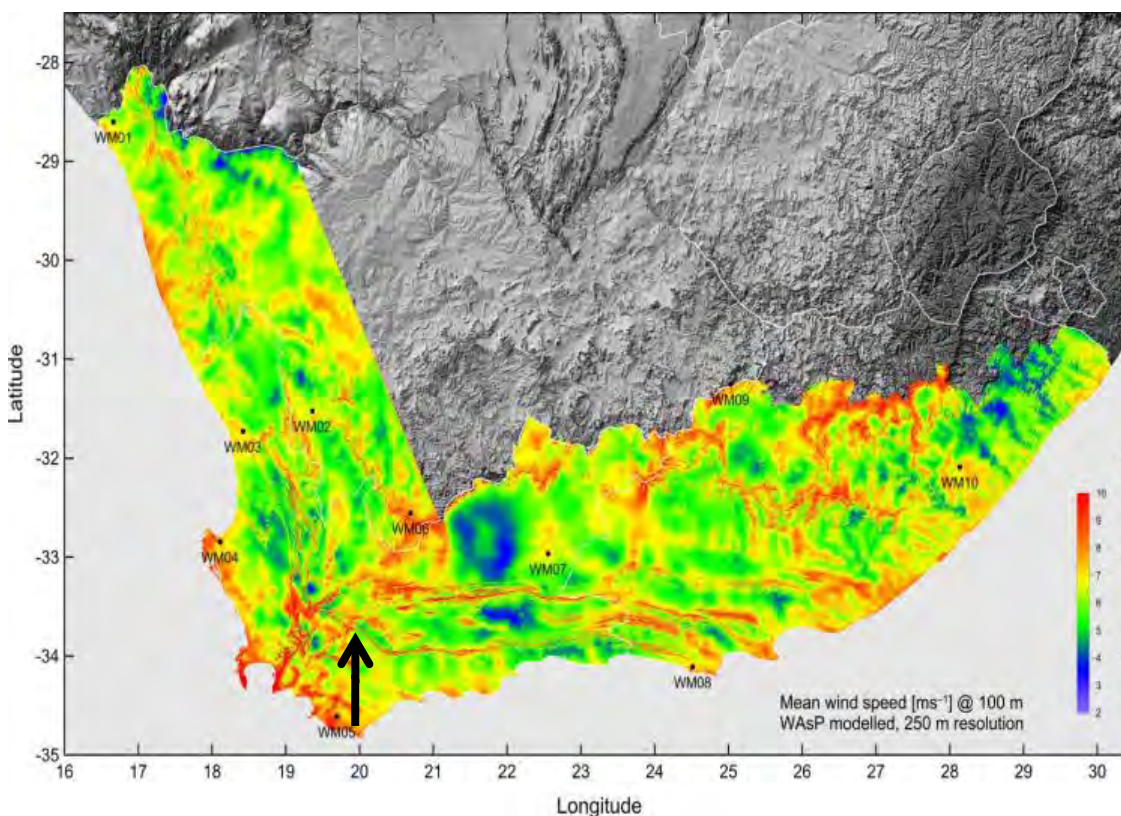 -28
WM01
-29
-30
-31
WM09
Latitude
WM02
WM03
-32
WM10
10
WM06
9
WM04
8
-33
WM07
7
6
5
-34
-4
WM08
3
Mean wind speed [ms⁻¹] @ 100 m
2
WM05
WAsP modelled, 250 m resolution
-35
16 17 18 19 20 21 22 23 24 25 26 27 28 29 30
Longitude